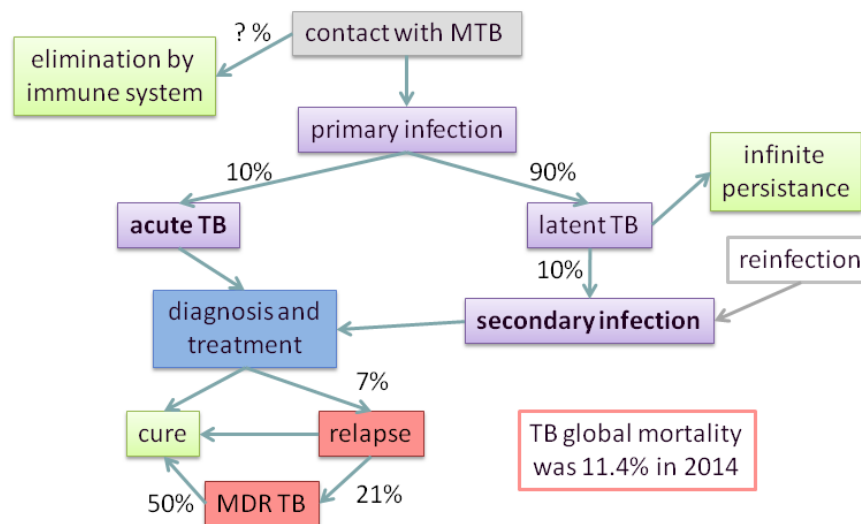 ? %
contact with MTB
elimination by
immune system
primary infection
10%
90%
infinite
persistance
acute TB
latent TB
10%
reinfection
diagnosis and
treatment
secondary infection
7%
cure
relapse
TB global mortality
was 11.4% in 2014
50%
MDR TB
21%